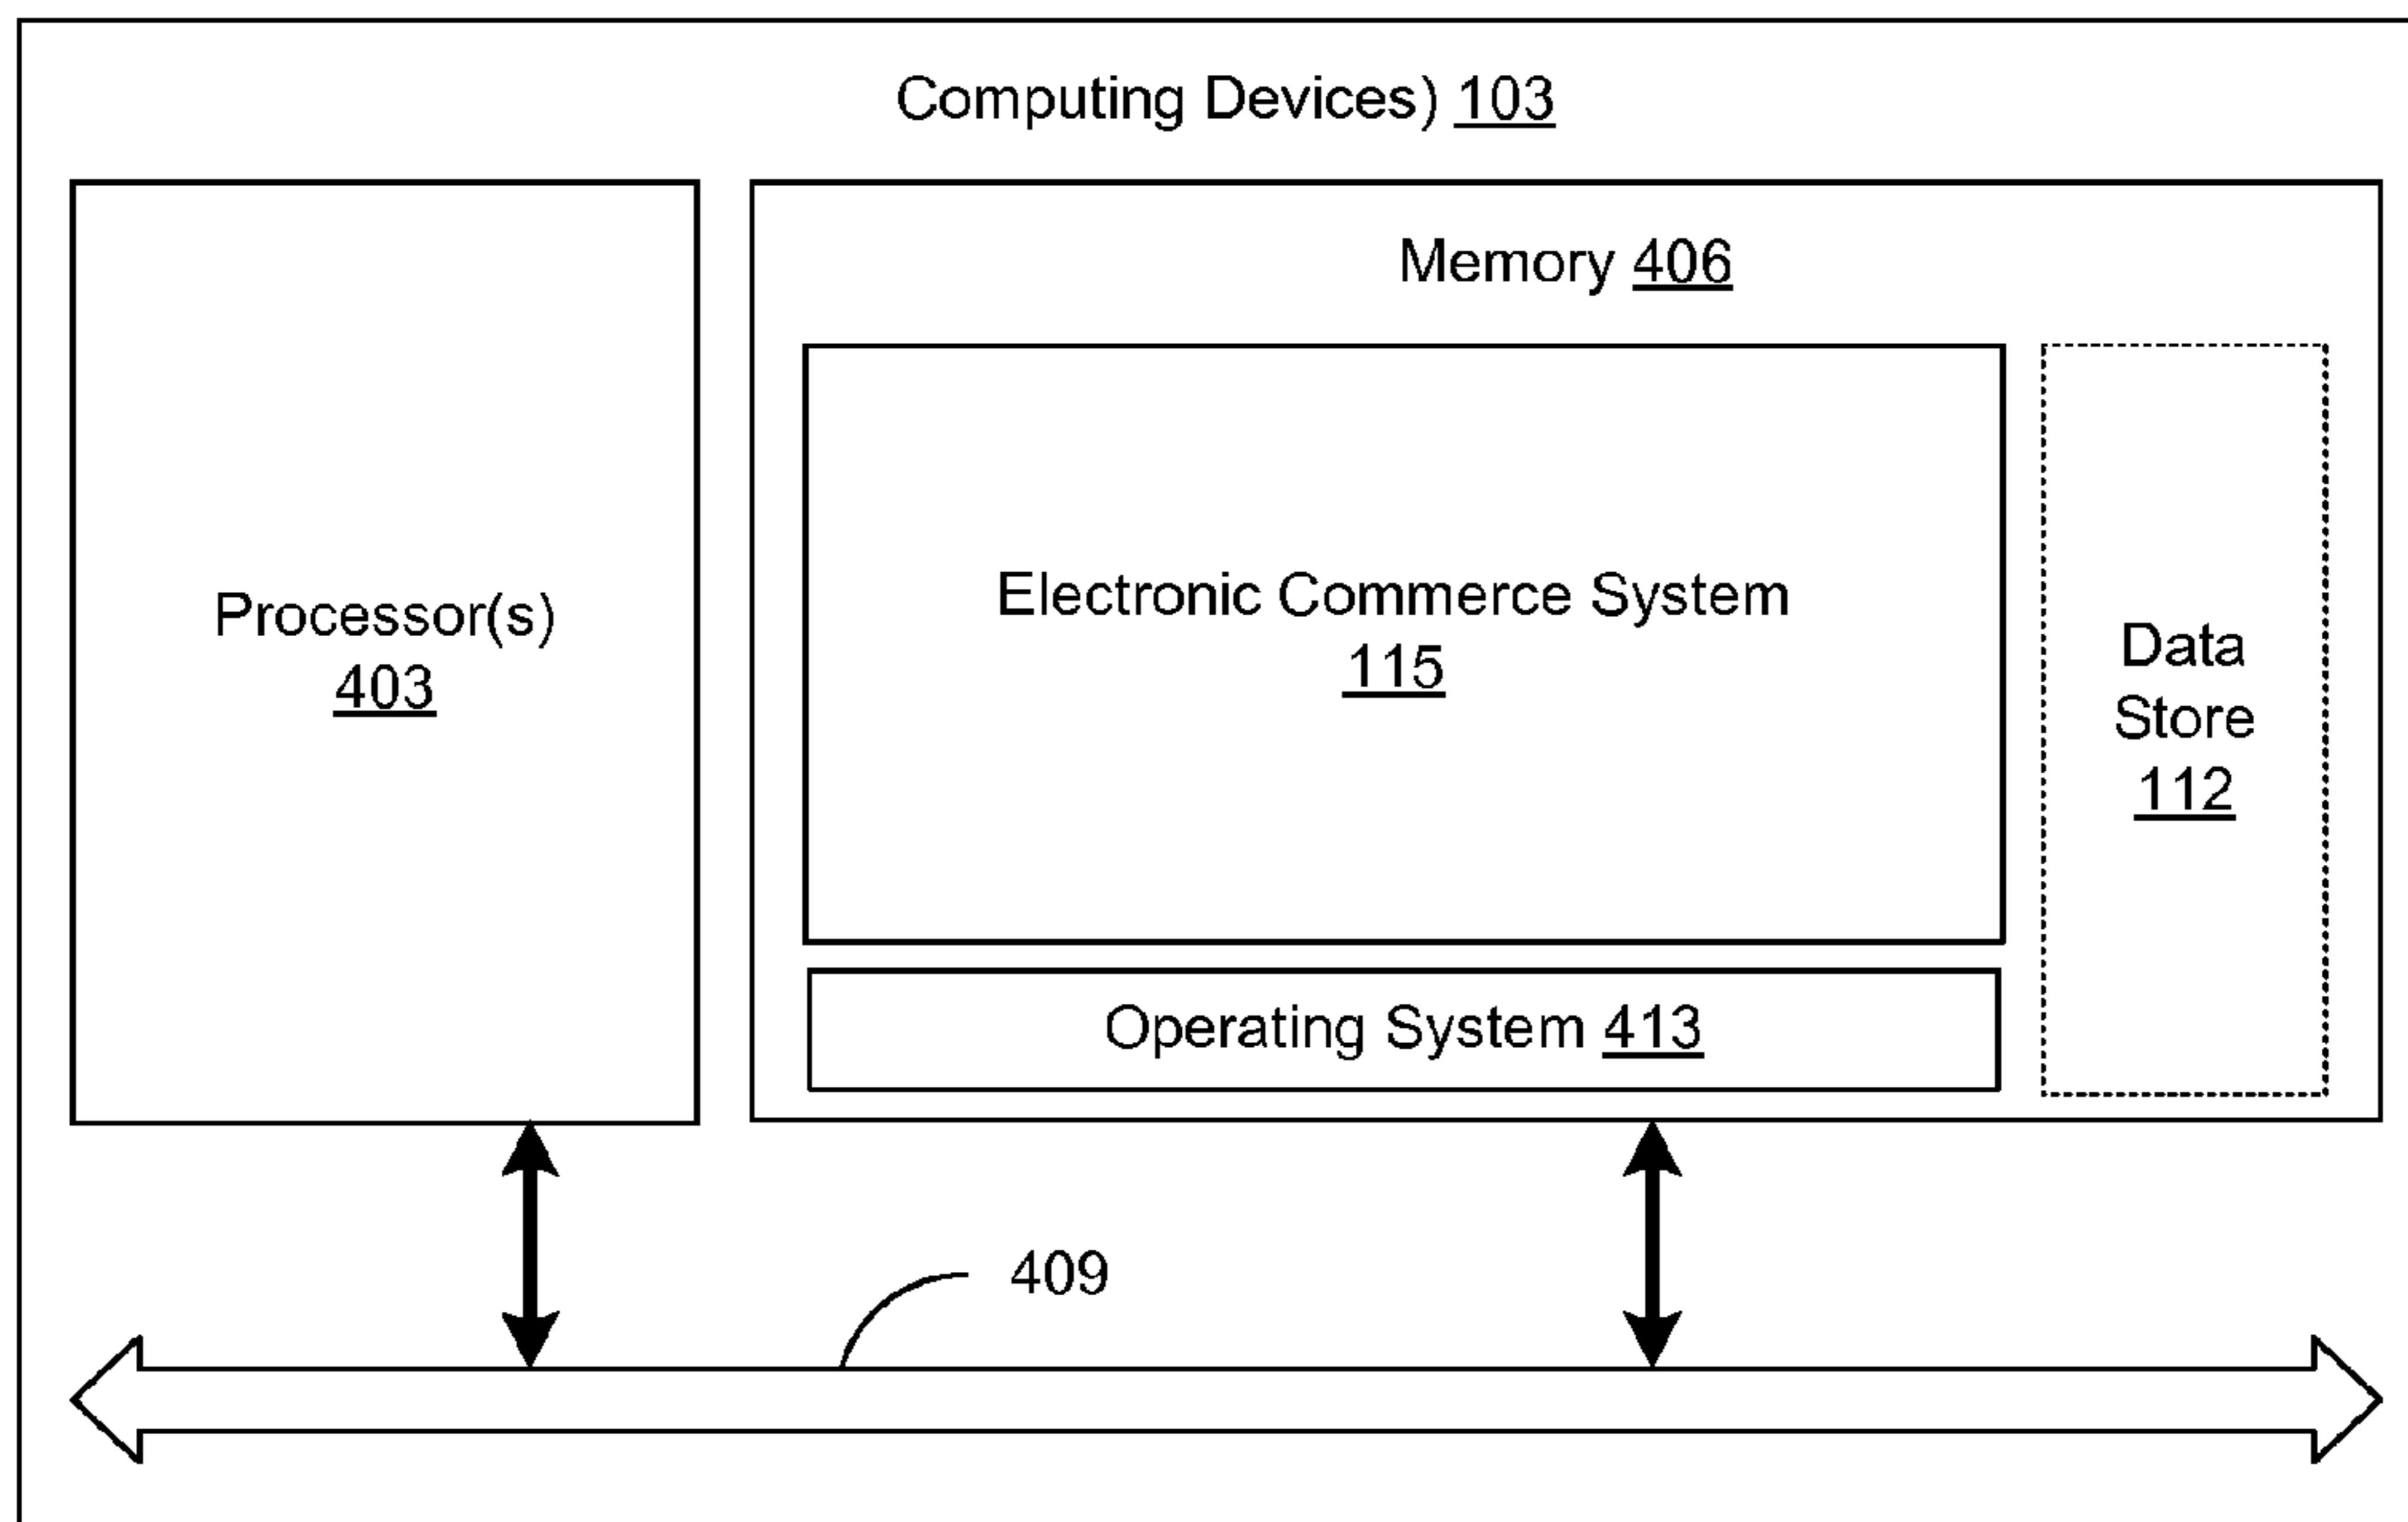 Computing Devices) 103
Memory 406
Processor(s)
403
Electronic Commerce System
115
Data
Store
112
Operating System 413
409